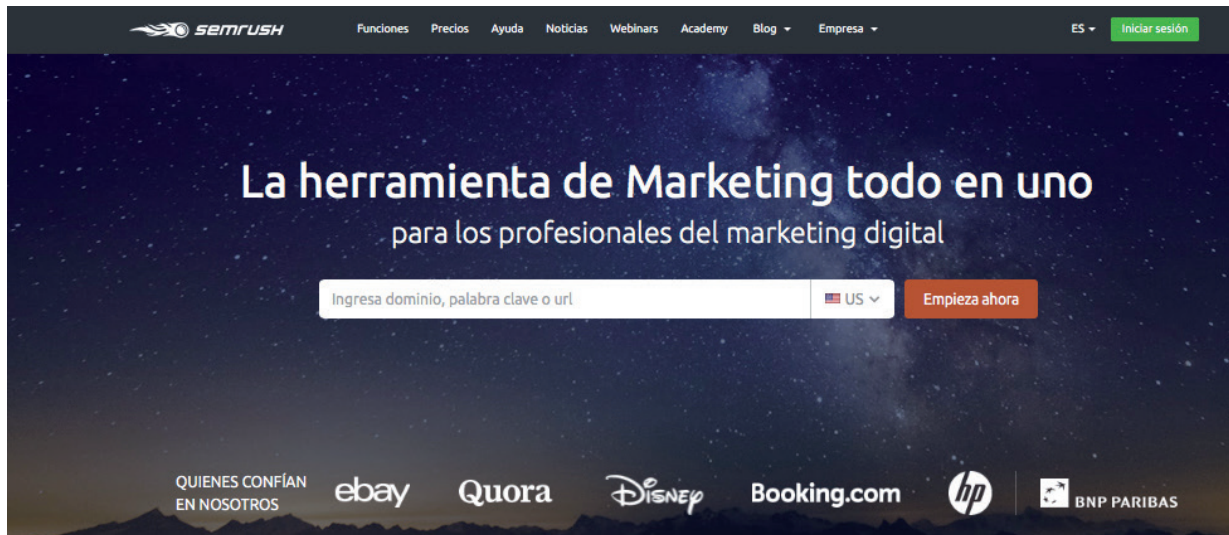 semrush
Funciones Precios Ayuda Noticias Webinars Academy Blog Empresa ES Iniciar sesión
La herramienta de Marketing todo en uno
para los profesionales del marketing digital
Ingresa dominio, palabra clave o url US Empieza ahora
QUIENES CONFÍAN
EN NOSOTROS
ebay Quora Disney Booking.com hp BNP PARIBAS